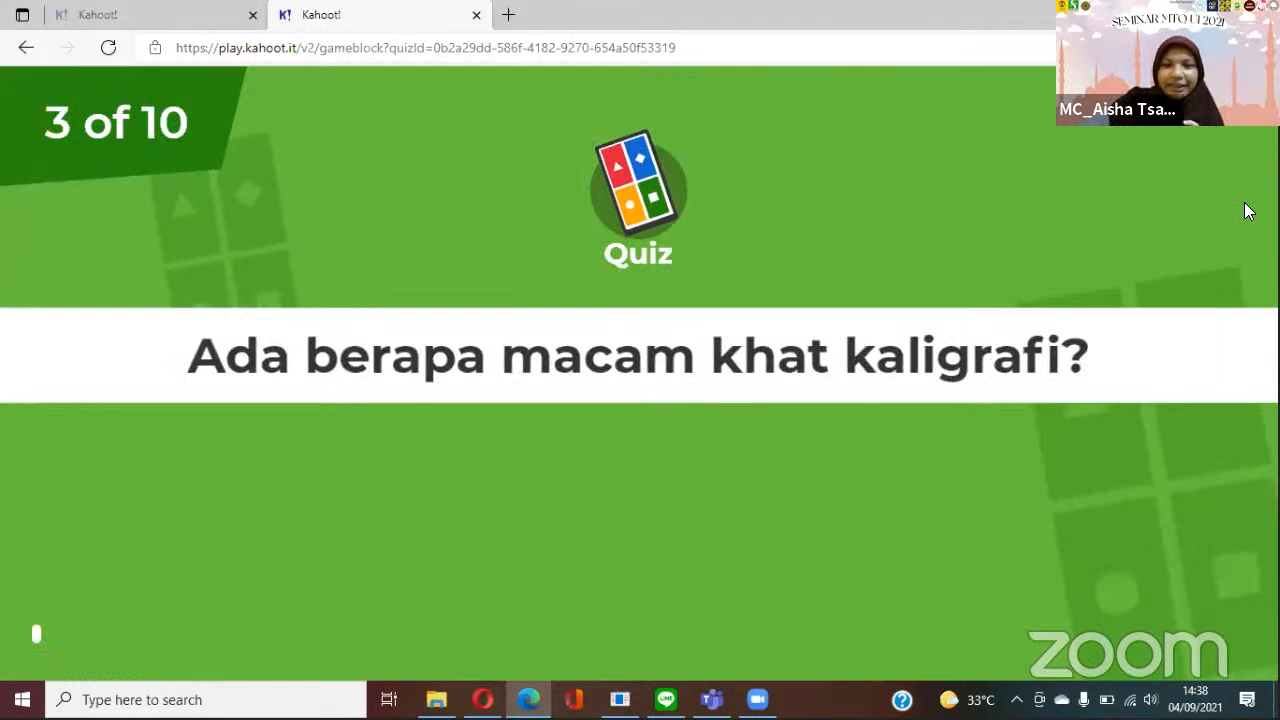 Kahoot!
Kahoot!
https://play.kahoot.it/v2/gameblock?quizId=0b2a29dd-586f-4182-9270-654a50f53319
SEMINAR MTQ UI 2021
MC_Aisha Tsa...
3 of 10
Quiz
Ada berapa macam khat kaligrafi?
zoom
Type here to search
33°C
14:38
04/09/2021